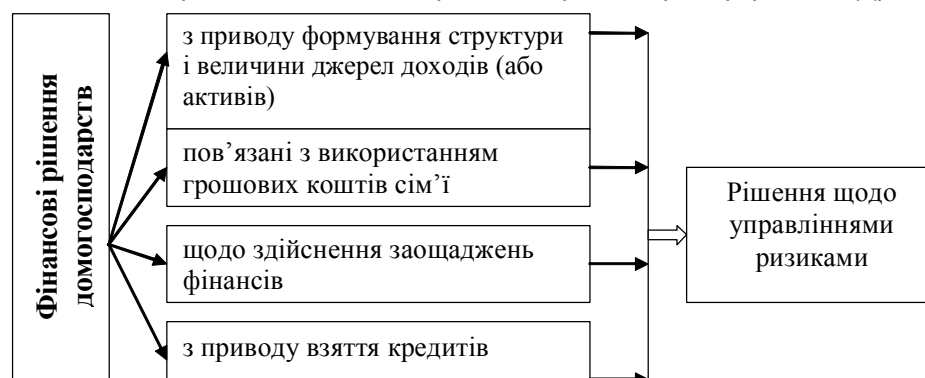 Фінансові рішення
домогосподарств
з приводу формування структури
і величини джерел доходів (або
активів)
пов’язані з використанням
грошових коштів сім’ї
щодо здійснення заощаджень
фінансів
з приводу взяття кредитів
Рішення щодо
управліннями
ризиками